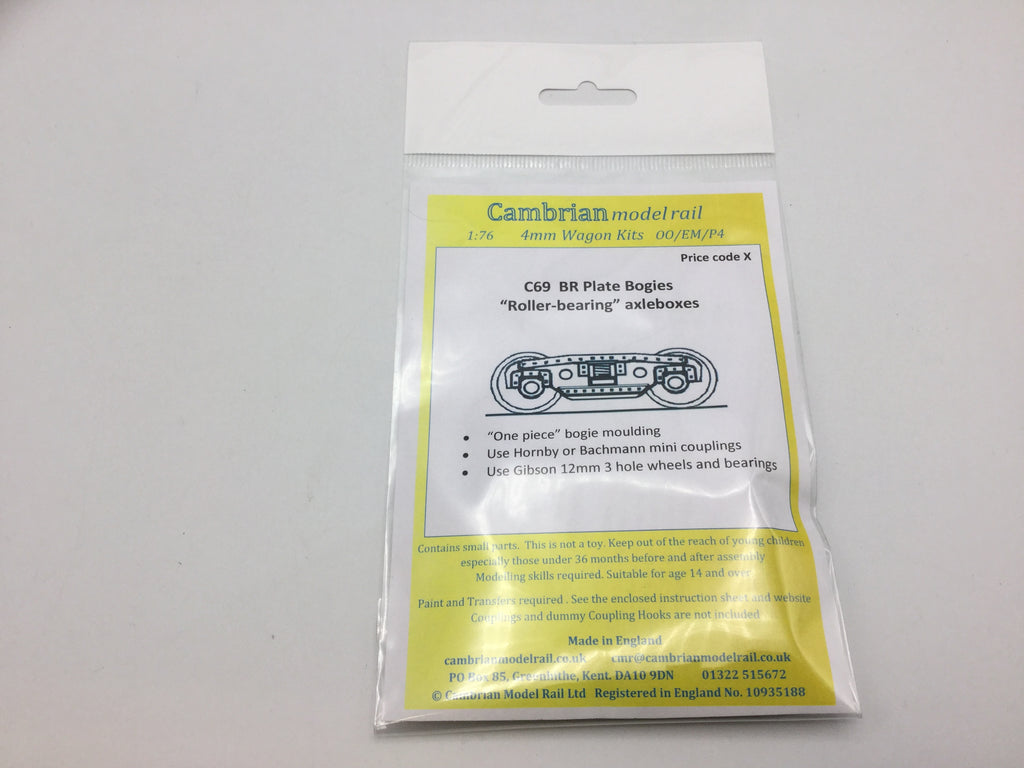 Cambrian model rail
1:76 4mm Wagon Kits OO/EM/P4
Price code X
C69 BR Plate Bogies
“Roller-bearing” axleboxes
• “One piece” bogie moulding
• Use Hornby or Bachmann mini couplings
• Use Gibson 12mm 3 hole wheels and bearings
Contains small parts. This is not a toy. Keep out of the reach of young children
especially those under 36 months before and after assembly
Modelling skills required. Suitable for age 14 and over
Paint and Transfers required . See the enclosed instruction sheet and website
Couplings and dummy Coupling Hooks are not included
Made in England
cambrianmodelrail.co.uk cmr@cambrianmodelrail.co.uk
PO Box 85, Greenhithe, Kent. DA10 9DN 01322 515672
© Cambrian Model Rail Ltd Registered in England No. 10935188